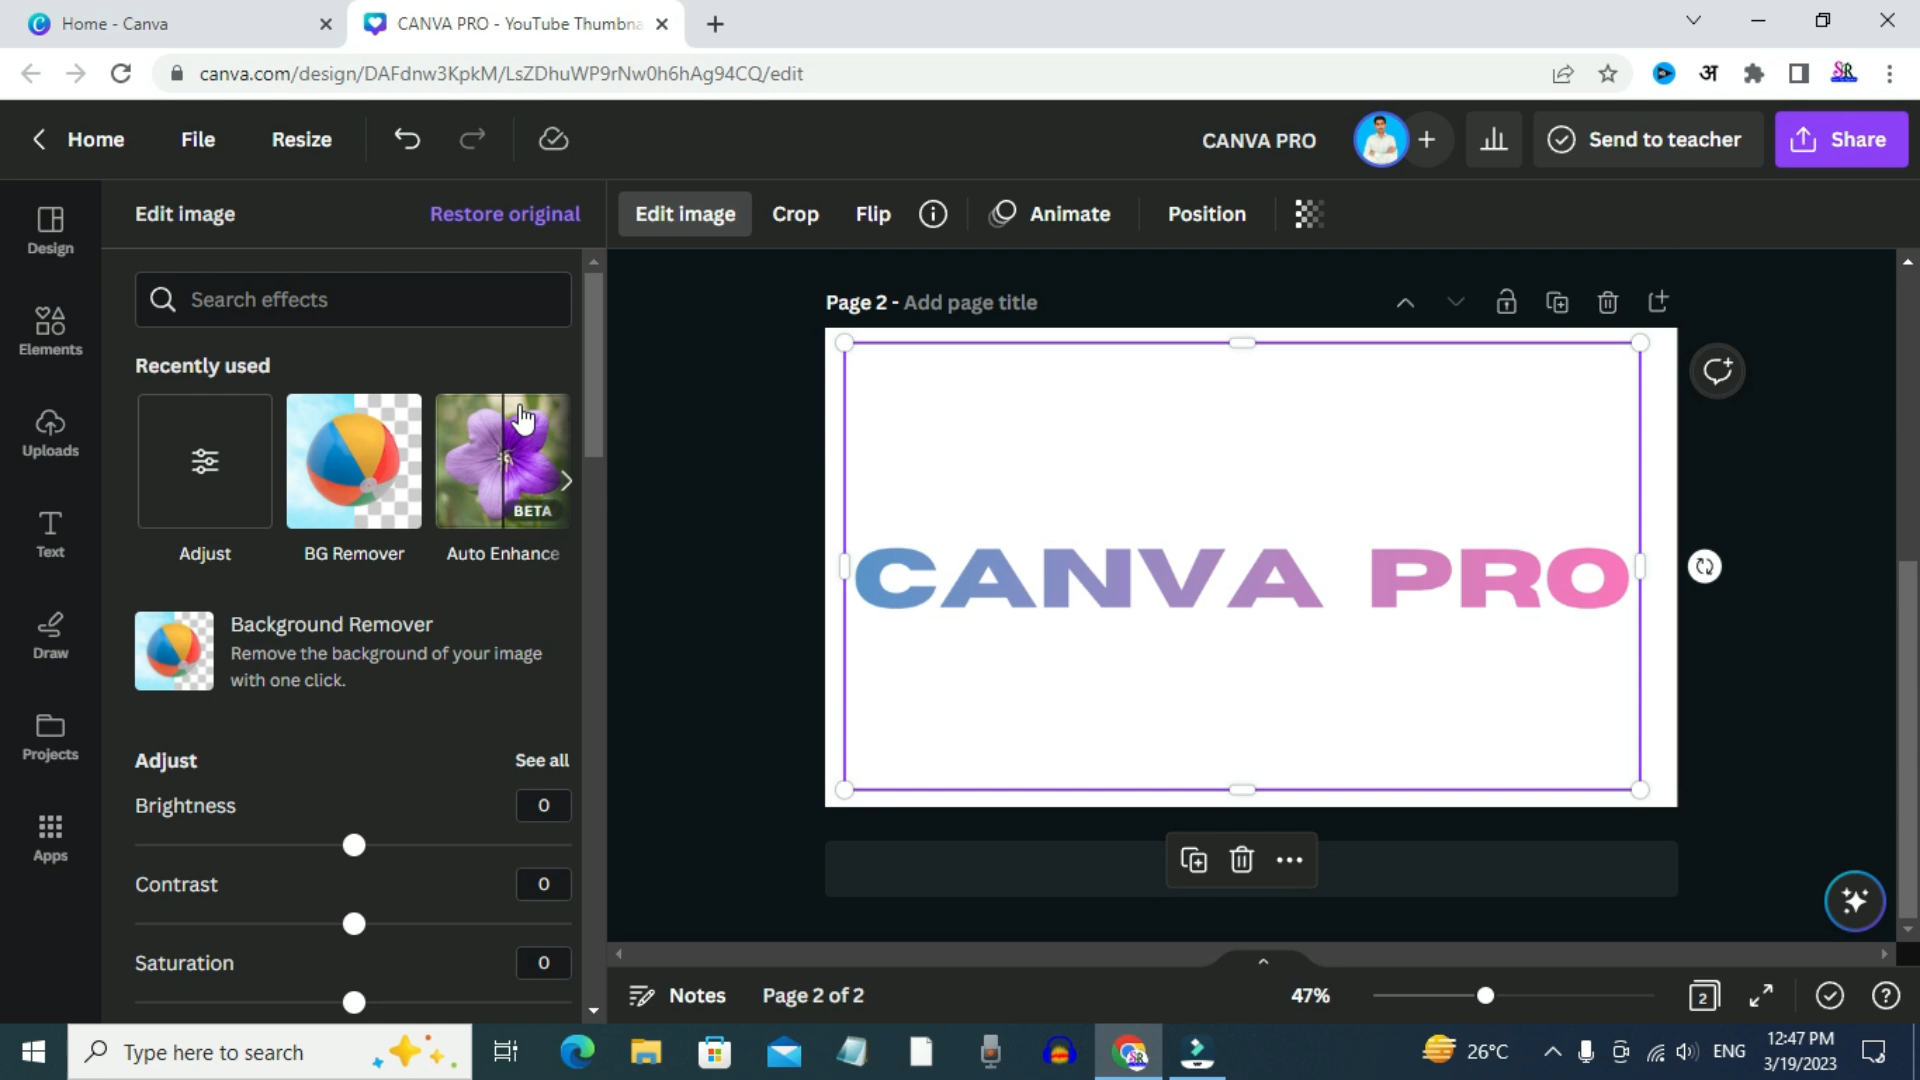 Home - Canva
CANVA PRO - YouTube Thumbna
canva.com/design/DAFdnw3KpkM/LsZDhuWP9rNw0h6hAg94CQ/edit
अ
SR
Home
File
Resize
CANVA PRO
Send to teacher
Share
Design
Elements
Uploads
Text
Draw
Projects
Apps
Edit image
Restore original
Search effects
Recently used
BETA
Adjust
BG Remover
Auto Enhance
Background Remover
Remove the background of your image
with one click.
Adjust
See all
Brightness
0
Contrast
0
Saturation
0
Edit image
Crop
Flip
Animate
Position
Page 2 - Add page title
CANVA PRO
Notes
Page 2 of 2
47%
2
Type here to search
SR
26°C
ENG
12:47 PM
3/19/2023